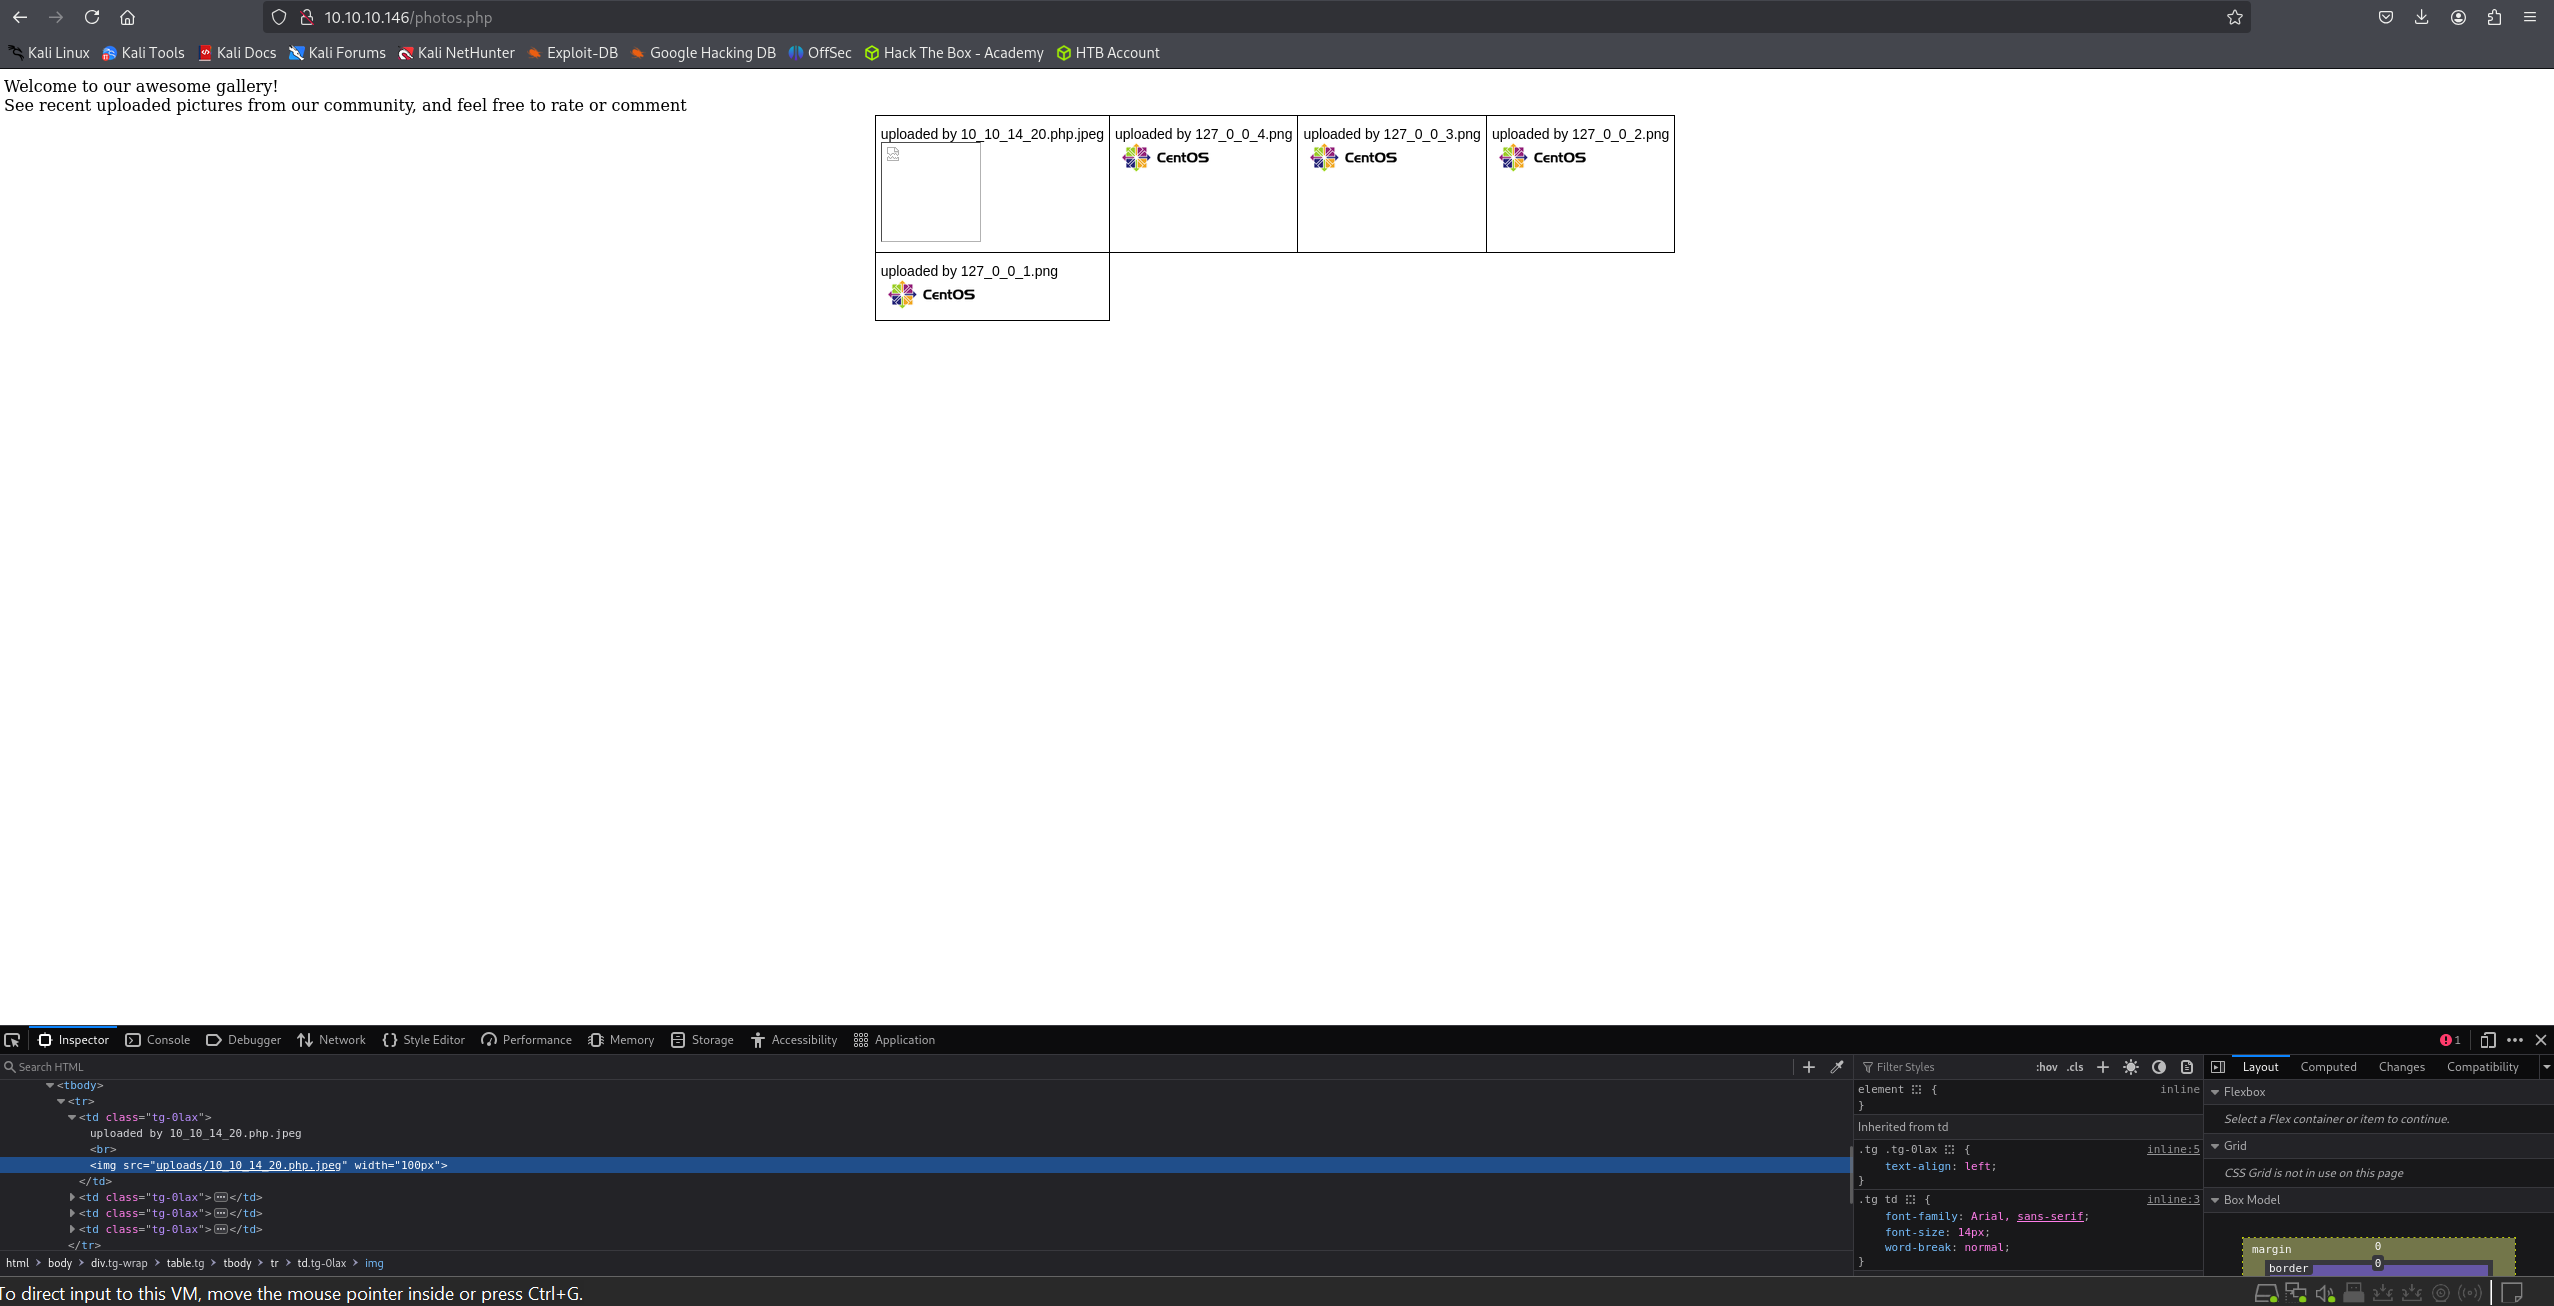 10.10.10.146/photos.php
Kali Linux Kali Tools Kali Docs Kali Forums Kali NetHunter Exploit-DB Google Hacking DB OffSec Hack The Box - Academy HTB Account
Welcome to our awesome gallery!
See recent uploaded pictures from our community, and feel free to rate or comment
uploaded by 10_10_14_20.php.jpeg uploaded by 127_0_0_4.png uploaded by 127_0_0_3.png uploaded by 127_0_0_2.png
CentOS CentOS CentOS
uploaded by 127_0_0_1.png
CentOS
Inspector Console Debugger Network Style Editor Performance Memory Storage Accessibility Application 1
Search HTML
<tbody>
<tr>
<td class="tg-0lax">
uploaded by 10_10_14_20.php.jpeg
<br>
<img src="uploads/10_10_14_20.php.jpeg" width="100px">
</td>
<td class="tg-0lax"></td>
<td class="tg-0lax"></td>
<td class="tg-0lax"></td>
</tr>
html > body > div.tg-wrap > table.tg > tbody > tr > td.tg-0lax > img
Filter Styles :hov .cls
element { inline
}
Inherited from td
.tg .tg-0lax { inline:5
text-align: left;
}
.tg td { inline:3
font-family: Arial, sans-serif;
font-size: 14px;
word-break: normal;
}
Layout Computed Changes Compatibility
Flexbox
Select a Flex container or item to continue.
Grid
CSS Grid is not in use on this page
Box Model
margin 0
border 0
To direct input to this VM, move the mouse pointer inside or press Ctrl+G.